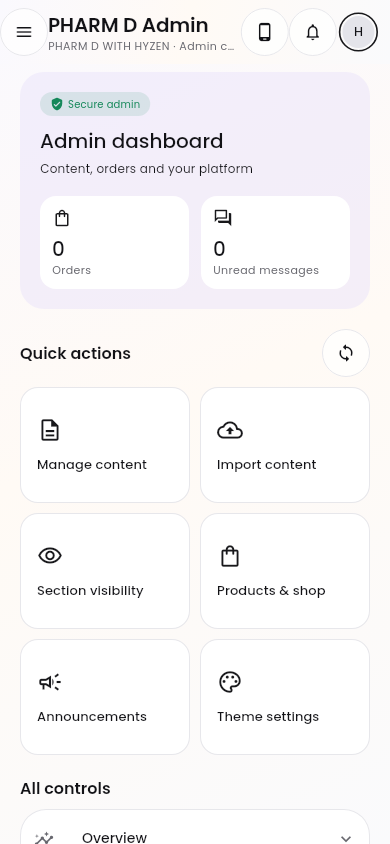 PHARM D Admin
PHARM D WITH HYZEN · Admin c...
H
Secure admin
Admin dashboard
Content, orders and your platform
0
Orders
0
Unread messages
Quick actions
Manage content
Import content
Section visibility
Products & shop
Announcements
Theme settings
All controls
Overview